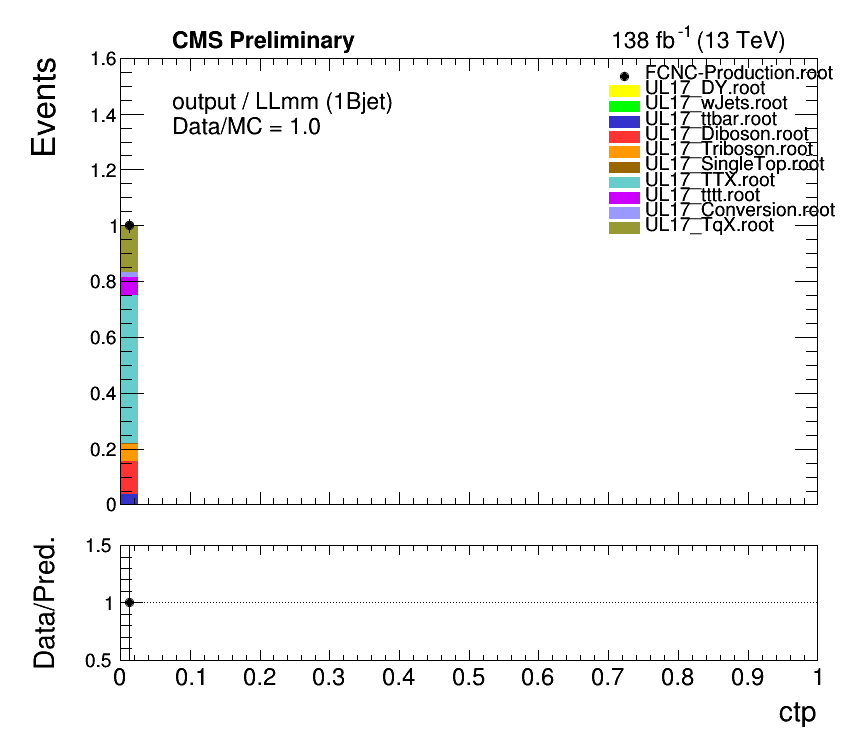 CMS Preliminary
138 fb-1 (13 TeV)
Events
1.6
1.4
1.2
1
0.8
0.6
0.4
0.2
0
output / LLmm (1Bjet)
Data/MC = 1.0
FCNC-Production.root
UL17_DY.root
UL17_wJets.root
UL17_ttbar.root
UL17_Diboson.root
UL17_Triboson.root
UL17_SingleTop.root
UL17_TTX.root
UL17_tttt.root
UL17_Conversion.root
UL17_TqX.root
Data/Pred.
1.5
1
0.5
0 0.1 0.2 0.3 0.4 0.5 0.6 0.7 0.8 0.9 1
ctp